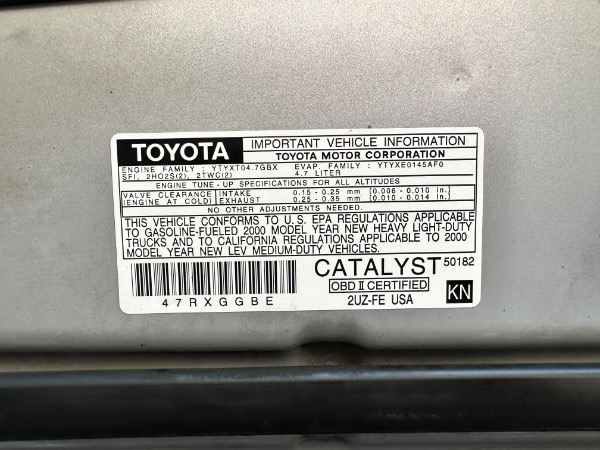 TOYOTA IMPORTANT VEHICLE INFORMATION
TOYOTA MOTOR CORPORATION
ENGINE FAMILY : YTYXT04.7GBX EVAP. FAMILY : YTYXE0145AF0
SFI, 2HO2S(2), 2TWC(2) 4.7 LITER
ENGINE TUNE - UP SPECIFICATIONS FOR ALL ALTITUDES
VALVE CLEARANCE INTAKE 0.15 - 0.25 mm [0.006 - 0.010 in.]
(ENGINE AT COLD) EXHAUST 0.25 - 0.35 mm [0.010 - 0.014 in.]
NO OTHER ADJUSTMENTS NEEDED.
THIS VEHICLE CONFORMS TO U.S. EPA REGULATIONS APPLICABLE
TO GASOLINE-FUELED 2000 MODEL YEAR NEW HEAVY LIGHT-DUTY
TRUCKS AND TO CALIFORNIA REGULATIONS APPLICABLE TO 2000
MODEL YEAR NEW LEV MEDIUM-DUTY VEHICLES.
CATALYST 50182
OBD II CERTIFIED
47RXGGBE 2UZ-FE USA KN